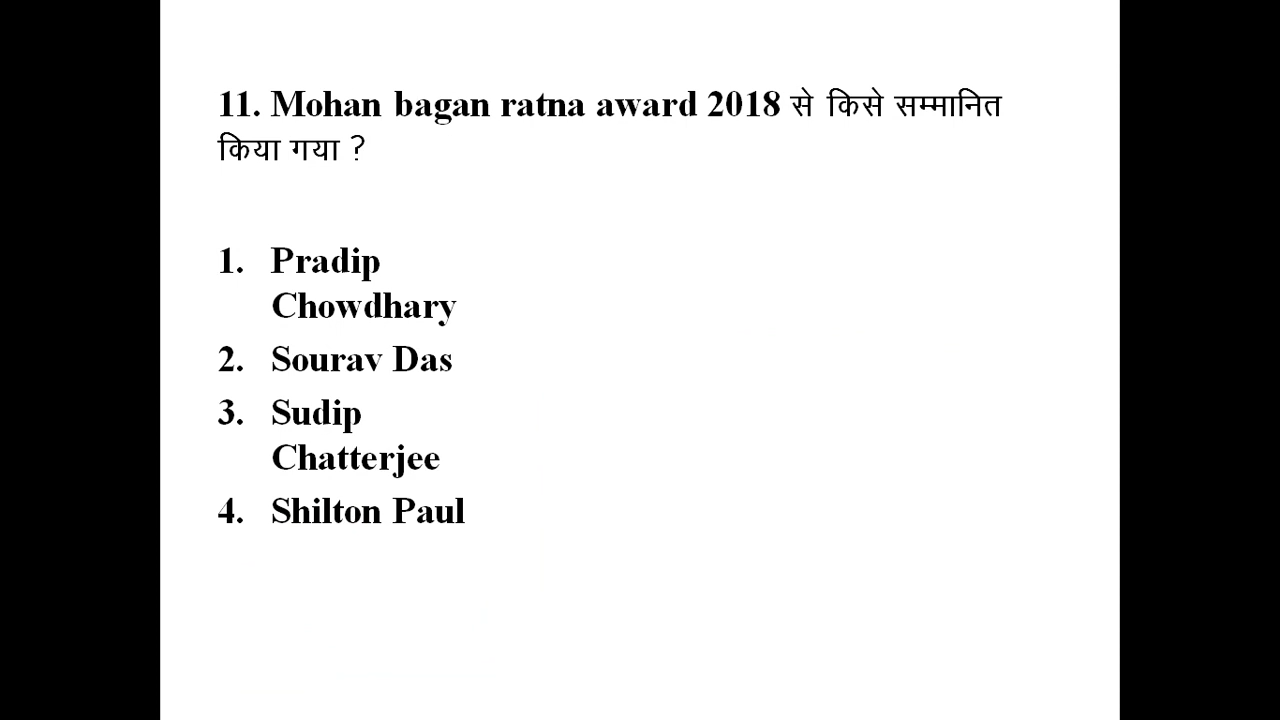 11. Mohan bagan ratna award 2018 से किसे सम्मानित
किया गया ?
1. Pradip
Chowdhary
2. Sourav Das
3. Sudip
Chatterjee
4. Shilton Paul